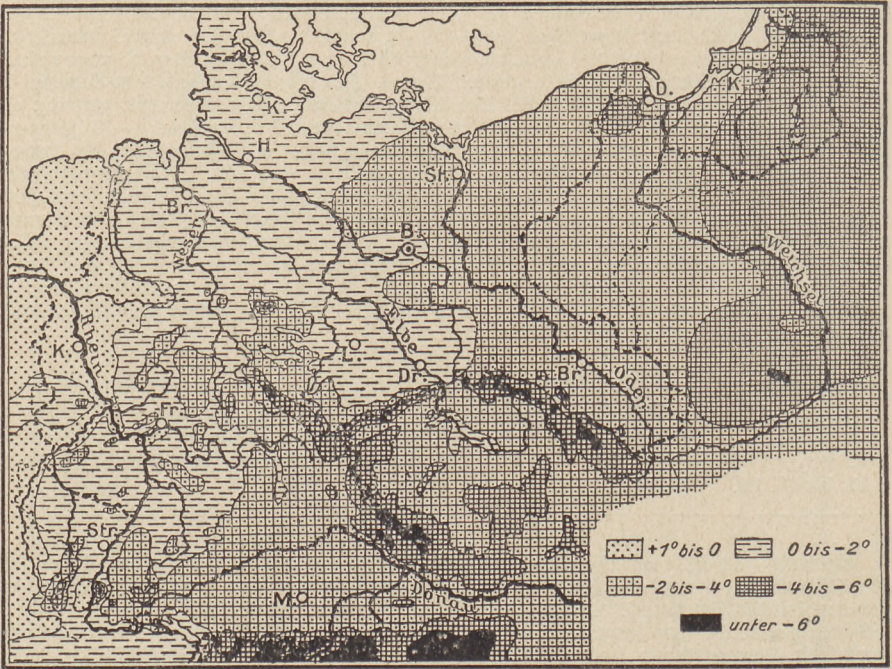 K.
H.
D.
K.
St.
Br.
B.
Weser
Weichsel
Rhein
K
Elbe
L.
Dr.
Br.
Oder
Fr.
Str.
M.
Donau
+1° bis 0
0 bis -2°
-2 bis -4°
-4 bis -6°
unter -6°